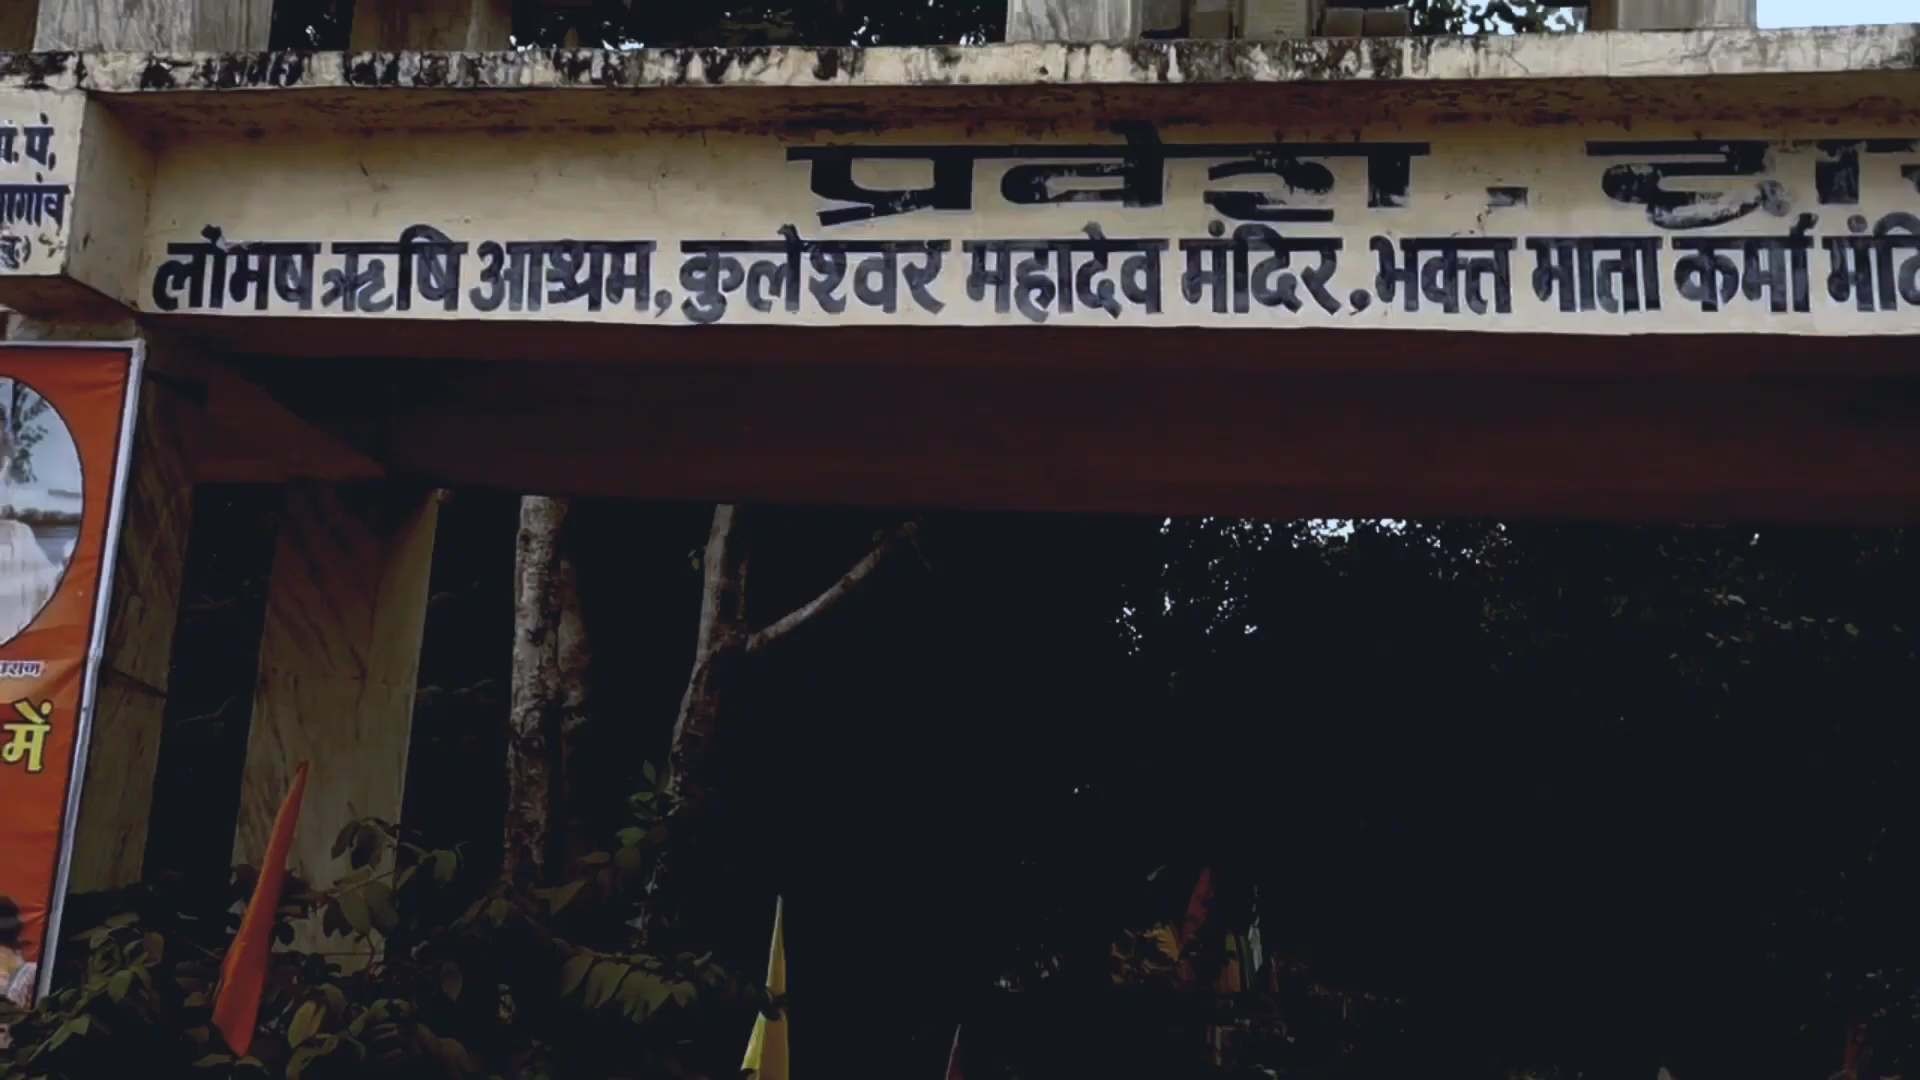 प्रवेश - द्वा
लोमष ऋषि आश्रम, कुलेश्वर महादेव मंदिर, भक्त माता कर्मा मंदि
में